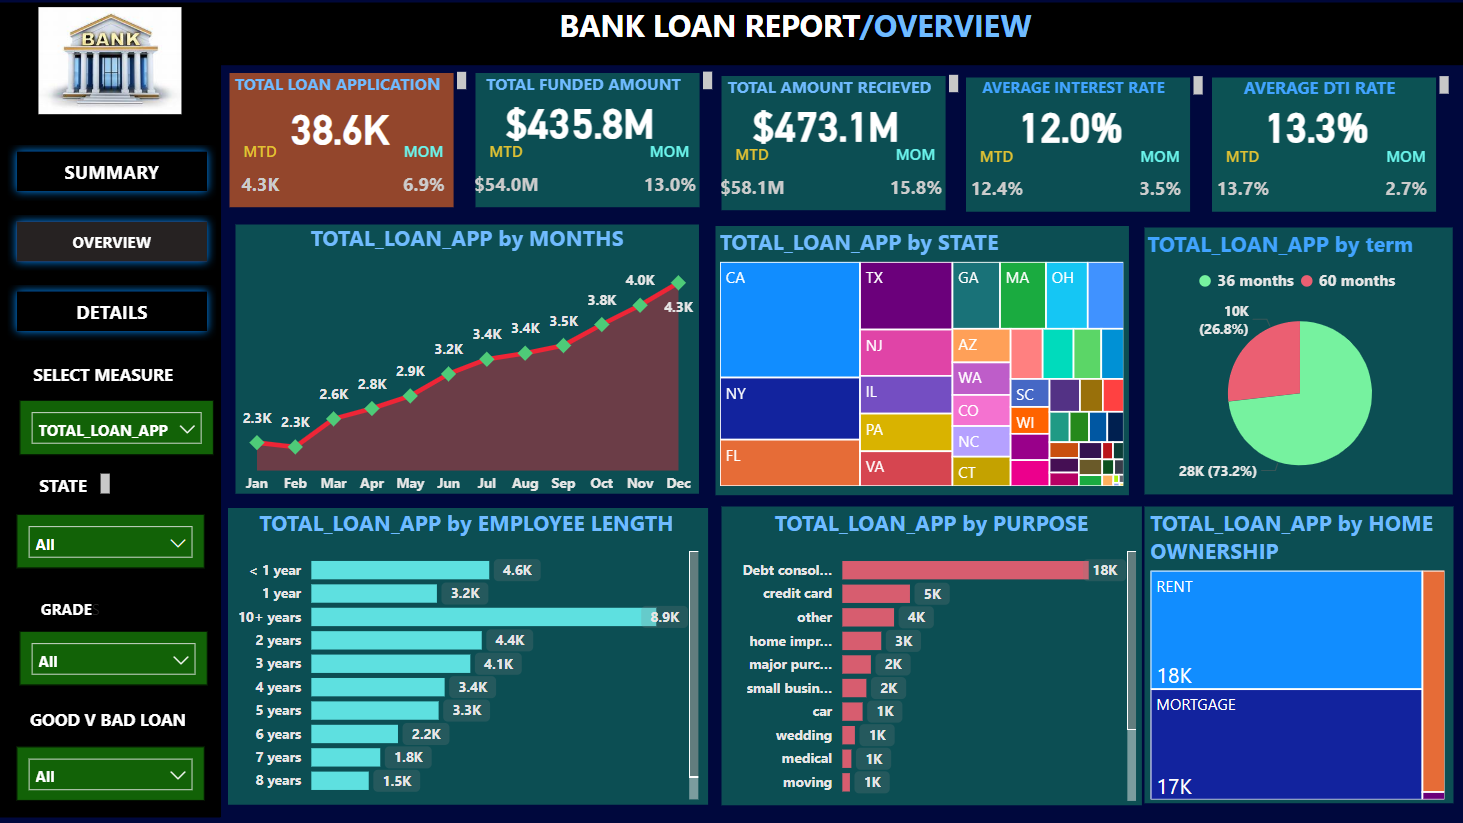 BANK
BANK LOAN REPORT/OVERVIEW
SUMMARY
OVERVIEW
DETAILS
SELECT MEASURE
TOTAL_LOAN_APP
STATE
All
GRADES
All
GOOD V BAD LOAN
All
TOTAL LOAN APPLICATION
38.6K
MTD MOM
4.3K 6.9%
TOTAL FUNDED AMOUNT
$435.8M
MTD MOM
$54.0M 13.0%
TOTAL AMOUNT RECIEVED
$473.1M
MTD MOM
$58.1M 15.8%
AVERAGE INTEREST RATE
12.0%
MTD MOM
12.4% 3.5%
AVERAGE DTI RATE
13.3%
MTD MOM
13.7% 2.7%
TOTAL_LOAN_APP by MONTHS
2.3K 2.3K 2.6K 2.8K 2.9K 3.2K 3.4K 3.4K 3.5K 3.8K 4.0K 4.3K
Jan Feb Mar Apr May Jun Jul Aug Sep Oct Nov Dec
TOTAL_LOAN_APP by STATE
CA
NY
FL
TX
NJ
IL
PA
VA
GA
MA
OH
AZ
WA
CO
NC
CT
SC
WI
TOTAL_LOAN_APP by term
36 months 60 months
10K
(26.8%)
28K (73.2%)
TOTAL_LOAN_APP by EMPLOYEE LENGTH
< 1 year 4.6K
1 year 3.2K
10+ years 8.9K
2 years 4.4K
3 years 4.1K
4 years 3.4K
5 years 3.3K
6 years 2.2K
7 years 1.8K
8 years 1.5K
TOTAL_LOAN_APP by PURPOSE
Debt consol... 18K
credit card 5K
other 4K
home impr... 3K
major purc... 2K
small busin... 2K
car 1K
wedding 1K
medical 1K
moving 1K
TOTAL_LOAN_APP by HOME
OWNERSHIP
RENT
18K
MORTGAGE
17K